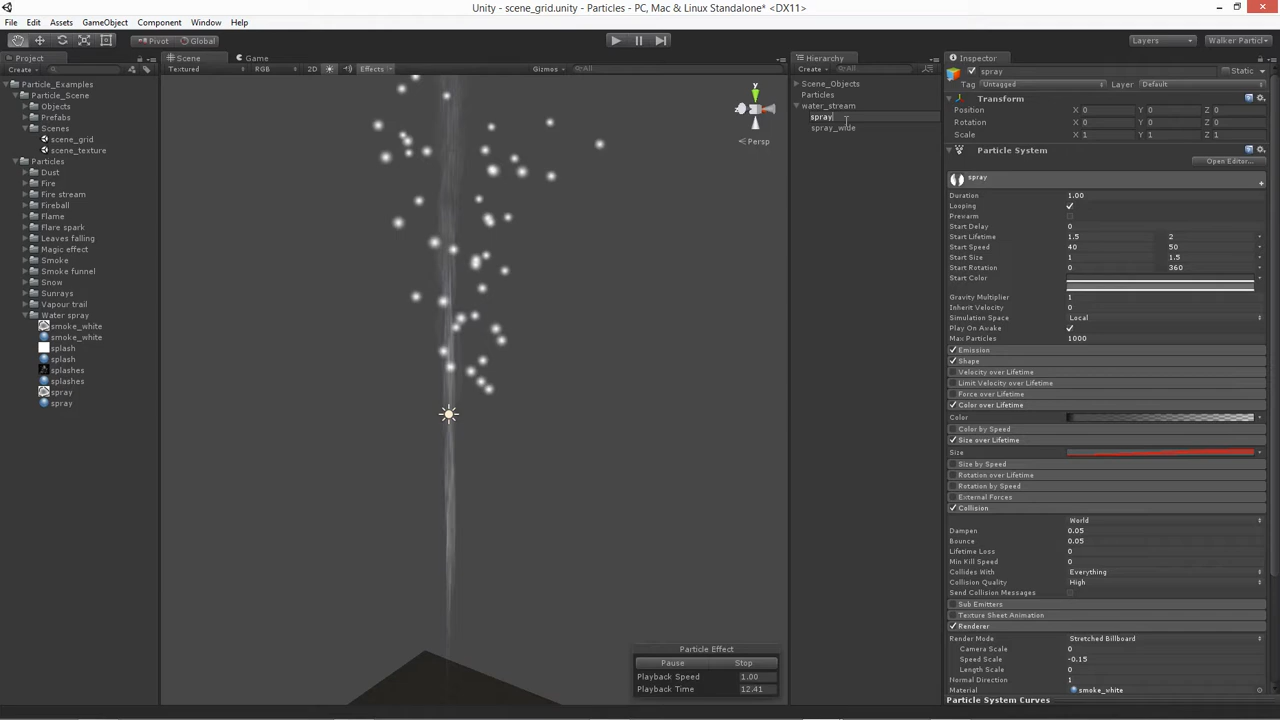 Unity - scene_grid.unity - Particles - PC, Mac & Linux Standalone* <DX11>
File Edit Assets GameObject Component Window Help
Pivot Global Layers Walker Particl
Project
Create
Particle_Examples
Particle_Scene
Objects
Prefabs
Scenes
scene_grid
scene_texture
Particles
Dust
Fire
Fire stream
Fireball
Flame
Flare spark
Leaves falling
Magic effect
Smoke
Smoke funnel
Snow
Sunrays
Vapour trail
Water spray
smoke_white
smoke_white
splash
splash
splashes
splashes
spray
spray
Scene Game
Textured RGB 2D Effects Gizmos All
y
Persp
Particle Effect
Pause Stop
Playback Speed 1.00
Playback Time 12.41
Hierarchy
Create All
Scene_Objects
Particles
water_stream
spray
spray_wide
Inspector
spray Static
Tag Untagged Layer Default
Transform
Position X 0 Y 0 Z 0
Rotation X 0 Y 0 Z 0
Scale X 1 Y 1 Z 1
Particle System
Open Editor...
spray
Duration 1.00
Looping
Prewarm
Start Delay 0
Start Lifetime 1.5 2
Start Speed 40 50
Start Size 1 1.5
Start Rotation 0 360
Start Color
Gravity Multiplier 1
Inherit Velocity 0
Simulation Space Local
Play On Awake
Max Particles 1000
Emission
Shape
Velocity over Lifetime
Limit Velocity over Lifetime
Force over Lifetime
Color over Lifetime
Color
Color by Speed
Size over Lifetime
Size
Size by Speed
Rotation over Lifetime
Rotation by Speed
External Forces
Collision
World
Dampen 0.05
Bounce 0.05
Lifetime Loss 0
Min Kill Speed 0
Collides With Everything
Collision Quality High
Send Collision Messages
Sub Emitters
Texture Sheet Animation
Renderer
Render Mode Stretched Billboard
Camera Scale 0
Speed Scale -0.15
Length Scale 0
Normal Direction 1
Material smoke_white
Particle System Curves